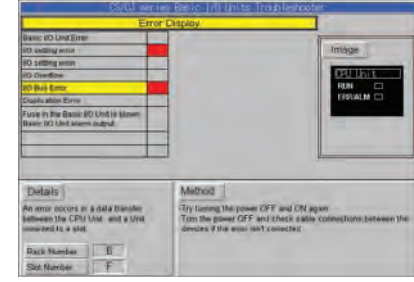 CS/CJ series Basic I/O Units Troubleshooter
Error Display
Basic I/O Unit Error
I/O setting error
I/O setting error
I/O Overflow
I/O Bus Error
Duplication Error
Fuse in the Basic I/O Unit is blown
Basic I/O Unit alarm output
Image
CPU Unit
RUN
ERR/ALM
Details
An error occurs in a data transfer
between the CPU Unit and a Unit
mounted to a slot.
Rack Number
Slot Number F
Method
-Try turning the power OFF and ON again
-Turn the power OFF and check cable connections between the
devices if the error isn't corrected.